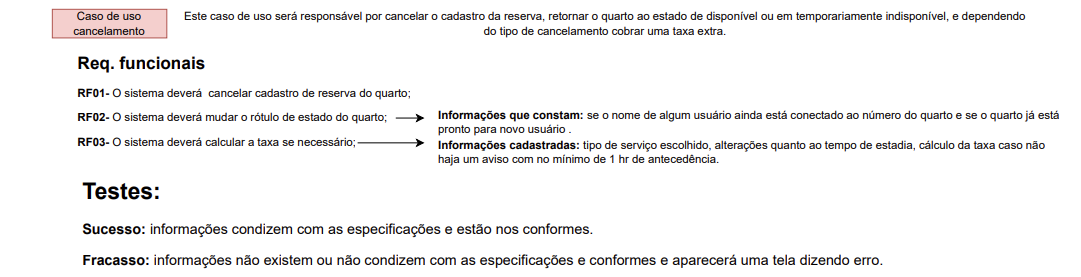 Caso de uso
cancelamento
Este caso de uso será responsável por cancelar o cadastro da reserva, retornar o quarto ao estado de disponível ou em temporariamente indisponível, e dependendo
do tipo de cancelamento cobrar uma taxa extra.
Req. funcionais
RF01- O sistema deverá cancelar cadastro de reserva do quarto;
RF02- O sistema deverá mudar o rótulo de estado do quarto;
Informações que constam: se o nome de algum usuário ainda está conectado ao número do quarto e se o quarto já está
pronto para novo usuário .
RF03- O sistema deverá calcular a taxa se necessário;
Informações cadastradas: tipo de serviço escolhido, alterações quanto ao tempo de estadia, cálculo da taxa caso não
haja um aviso com no mínimo de 1 hr de antecedência.
Testes:
Sucesso: informações condizem com as especificações e estão nos conformes.
Fracasso: informações não existem ou não condizem com as especificações e conformes e aparecerá uma tela dizendo erro.